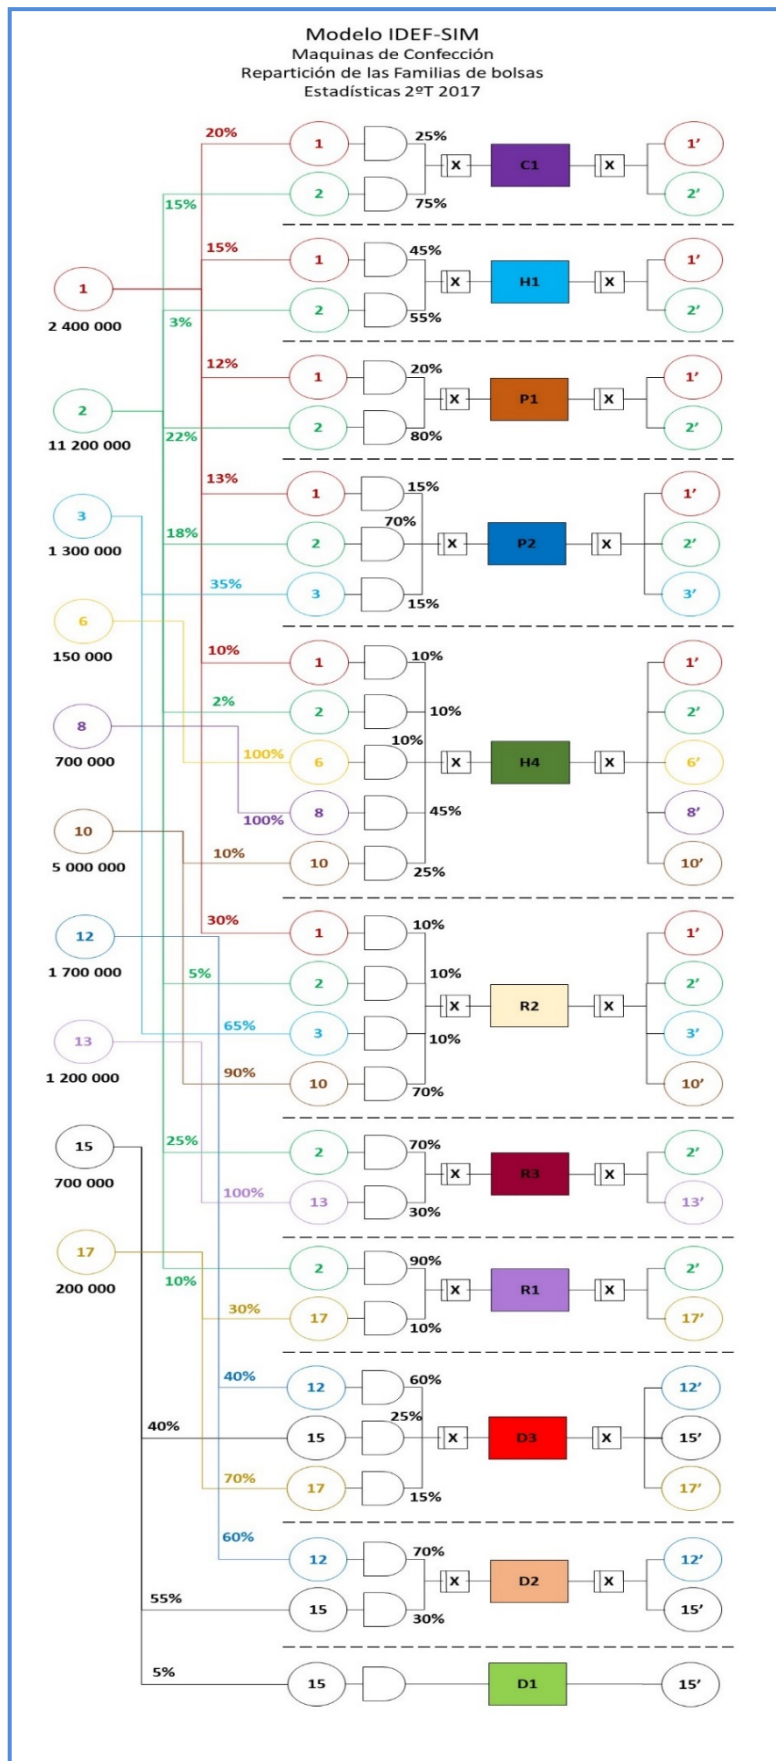 Modelo IDEF-SIM
Maquinas de Confección
Repartición de las Familias de bolsas
Estadísticas 2ºT 2017
20% 1 25% 1'
X C1 X
15% 2 75% 2'
15% 1 45% 1'
1 X H1 X
2 400 000
3% 2 55% 2'
12% 1 20% 1'
X P1 X
2 22% 2 80% 2'
11 200 000
13% 1 15% 1'
3
1 300 000
18% 2 70% X P2 X 2'
35% 3 15% 3'
6
150 000
10% 1 10% 1'
2% 2 10% 2'
8
700 000
100% 6 10% X H4 X 6'
100% 8 45% 8'
10
5 000 000
10% 10 25% 10'
30% 1 10% 1'
12
1 700 000
5% 2 10% 2'
X R2 X
65% 3 10% 3'
13
1 200 000
90% 10 70% 10'
15 25% 2 70% 2'
700 000
X R3 X
100% 13 30% 13'
17
200 000
10% 2 90% 2'
X R1 X
30% 17 10% 17'
40% 12 60% 12'
40% 15 25% X D3 X 15'
70% 17 15% 17'
60% 12 70% 12'
X D2 X
55% 15 30% 15'
5% 15 D1 15'